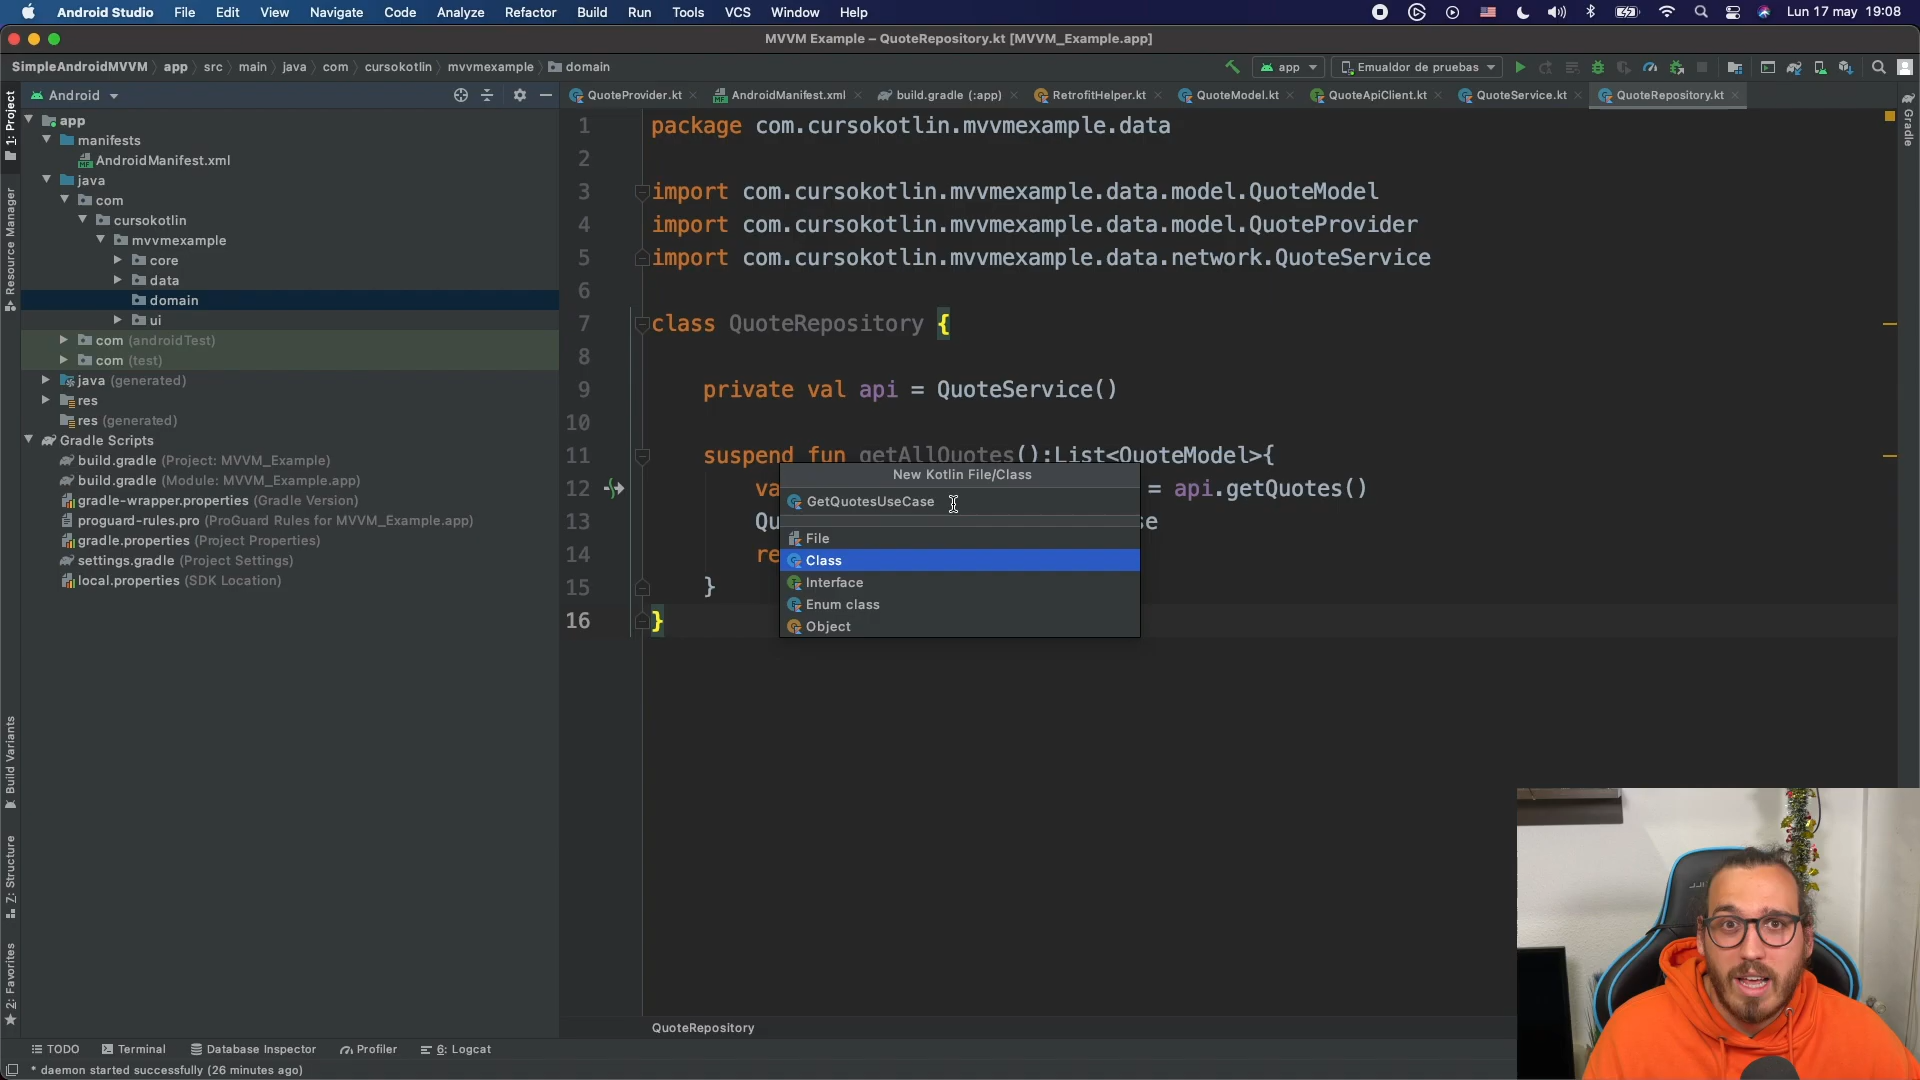 Android Studio File Edit View Navigate Code Analyze Refactor Build Run Tools VCS Window Help Lun 17 may 19:08
MVVM Example – QuoteRepository.kt [MVVM_Example.app]
SimpleAndroidMVVM app src main java com cursokotlin mvvmexample domain app Emualdor de pruebas
Android
QuoteProvider.kt AndroidManifest.xml build.gradle (:app) RetrofitHelper.kt QuoteModel.kt QuoteApiClient.kt QuoteService.kt QuoteRepository.kt
1: Project
Resource Manager
Build Variants
Z: Structure
2: Favorites
Gradle
app
manifests
AndroidManifest.xml
java
com
cursokotlin
mvvmexample
core
data
domain
ui
com (androidTest)
com (test)
java (generated)
res
res (generated)
Gradle Scripts
build.gradle (Project: MVVM_Example)
build.gradle (Module: MVVM_Example.app)
gradle-wrapper.properties (Gradle Version)
proguard-rules.pro (ProGuard Rules for MVVM_Example.app)
gradle.properties (Project Properties)
settings.gradle (Project Settings)
local.properties (SDK Location)
1 package com.cursokotlin.mvvmexample.data
2
3 import com.cursokotlin.mvvmexample.data.model.QuoteModel
4 import com.cursokotlin.mvvmexample.data.model.QuoteProvider
5 import com.cursokotlin.mvvmexample.data.network.QuoteService
6
7 class QuoteRepository {
8
9 private val api = QuoteService()
10
11 suspend fun getAllQuotes():List<QuoteModel>{
12 va = api.getQuotes()
13 Qu se
14 re
15 }
16 }
New Kotlin File/Class
GetQuotesUseCase
File
Class
Interface
Enum class
Object
QuoteRepository
TODO Terminal Database Inspector Profiler 6: Logcat
* daemon started successfully (26 minutes ago)